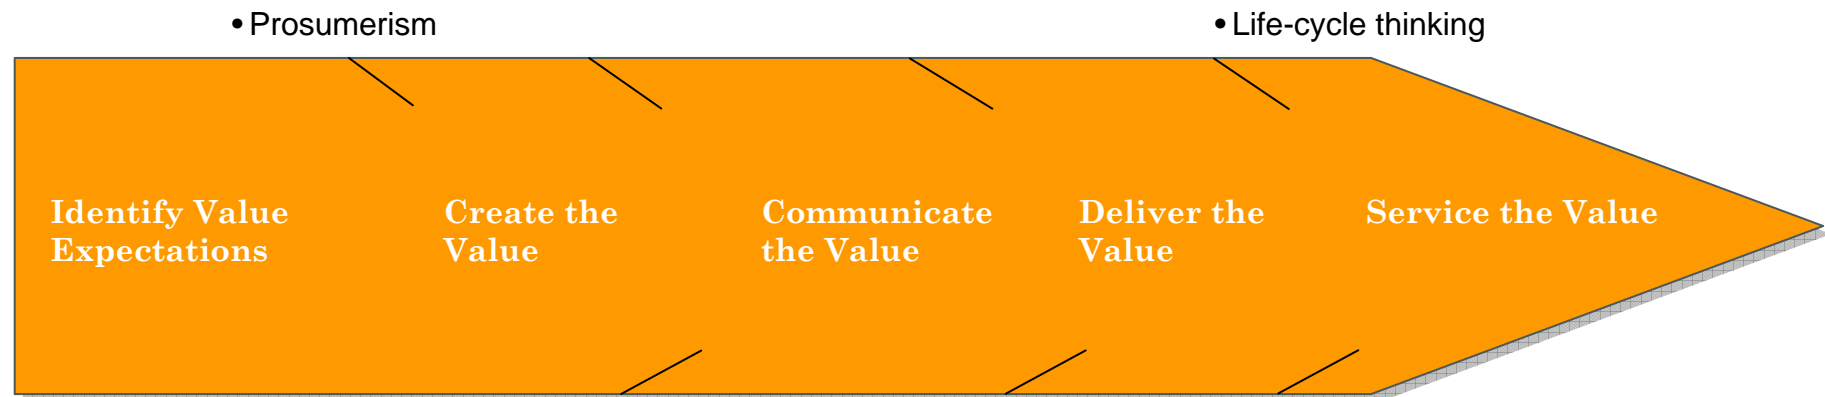 • Prosumerism
• Life-cycle thinking
Identify Value
Expectations
Create the
Value
Communicate
the Value
Deliver the
Value
Service the Value